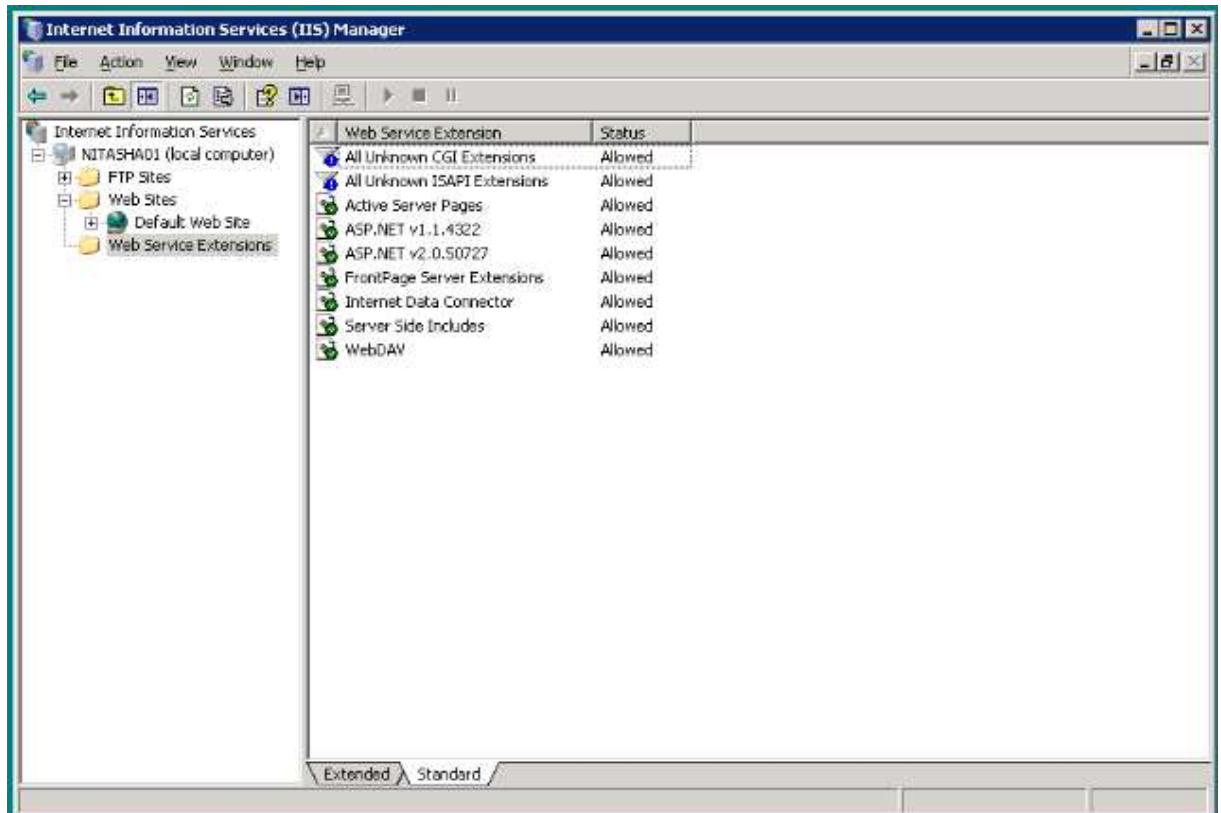 Internet Information Services (IIS) Manager
File Action View Window Help
Internet Information Services
NITASHA01 (local computer)
FTP Sites
Web Sites
Default Web Site
Web Service Extensions
Web Service Extension Status
All Unknown CGI Extensions Allowed
All Unknown ISAPI Extensions Allowed
Active Server Pages Allowed
ASP.NET v1.1.4322 Allowed
ASP.NET v2.0.50727 Allowed
FrontPage Server Extensions Allowed
Internet Data Connector Allowed
Server Side Includes Allowed
WebDAV Allowed
Extended Standard